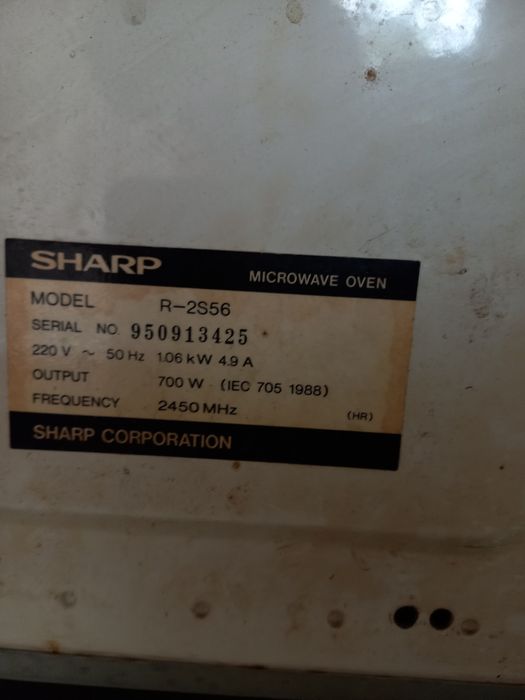 SHARP MICROWAVE OVEN
MODEL R-2S56
SERIAL NO. 950913425
220 V ~ 50 Hz 1.06 kW 4.9 A
OUTPUT 700 W (IEC 705 1988)
FREQUENCY 2450 MHz (HR)
SHARP CORPORATION